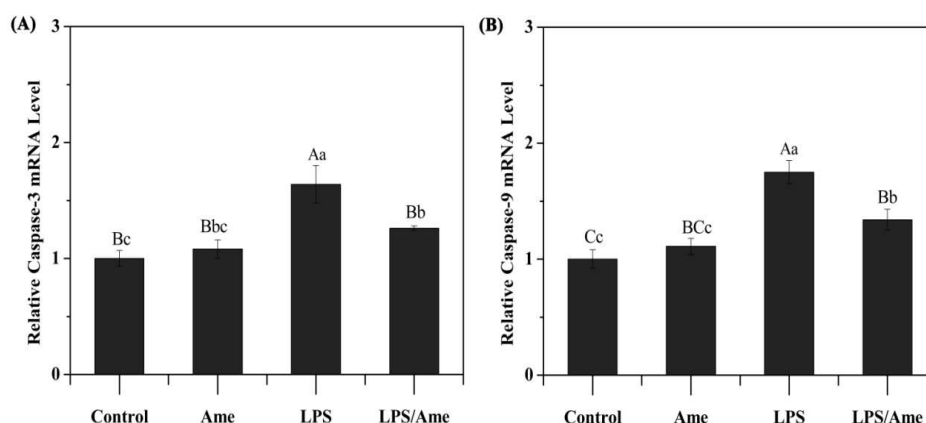 (A)
Relative Caspase-3 mRNA Level
3
2
1
0
Bc
Bbc
Aa
Bb
Control
Ame
LPS
LPS/Ame
(B)
Relative Caspase-9 mRNA Level
3
2
1
0
Cc
BCc
Aa
Bb
Control
Ame
LPS
LPS/Ame